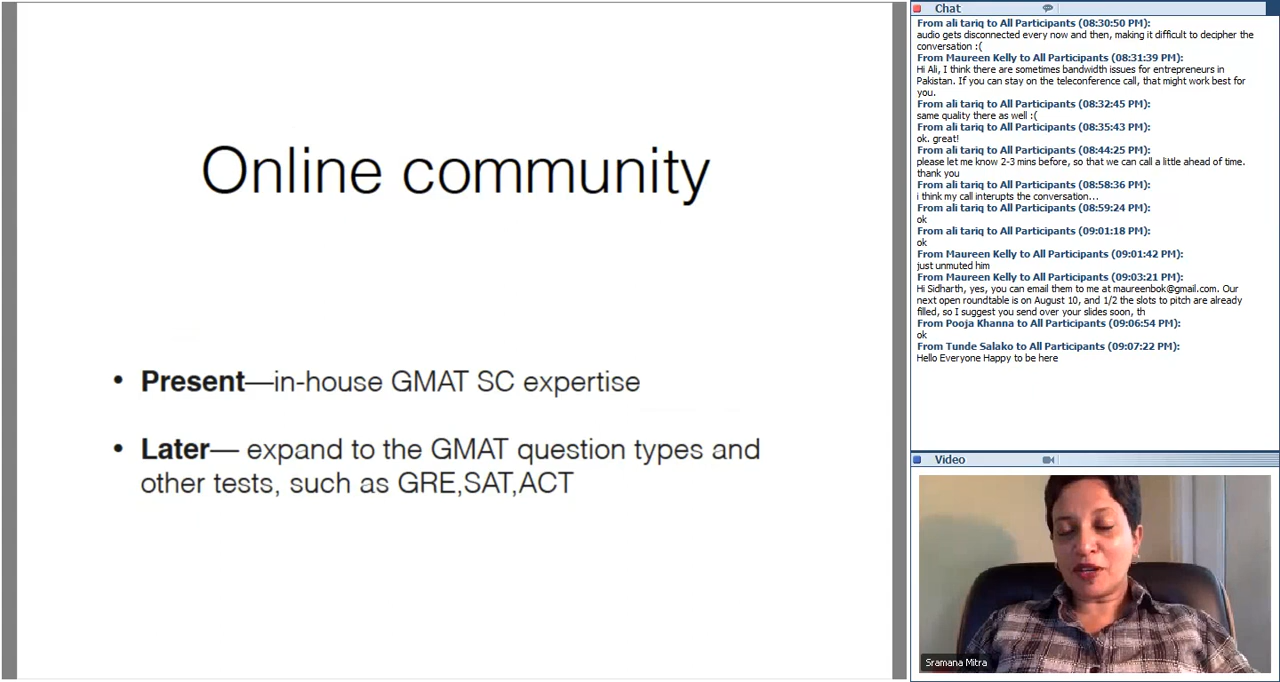 Online community
• Present—in-house GMAT SC expertise
• Later— expand to the GMAT question types and
other tests, such as GRE,SAT,ACT
Chat
From ali tariq to All Participants (08:30:50 PM):
audio gets disconnected every now and then, making it difficult to decipher the
conversation :(
From Maureen Kelly to All Participants (08:31:39 PM):
Hi Ali, I think there are sometimes bandwidth issues for entrepreneurs in
Pakistan. If you can stay on the teleconference call, that might work best for
you.
From ali tariq to All Participants (08:32:45 PM):
same quality there as well :(
From ali tariq to All Participants (08:35:43 PM):
ok. great!
From ali tariq to All Participants (08:44:25 PM):
please let me know 2-3 mins before, so that we can call a little ahead of time.
thank you
From ali tariq to All Participants (08:58:36 PM):
i think my call interupts the conversation...
From ali tariq to All Participants (08:59:24 PM):
ok
From ali tariq to All Participants (09:01:18 PM):
ok
From Maureen Kelly to All Participants (09:01:42 PM):
just unmuted him
From Maureen Kelly to All Participants (09:03:21 PM):
Hi Sidharth, yes, you can email them to me at maureenbok@gmail.com. Our
next open roundtable is on August 10, and 1/2 the slots to pitch are already
filled, so I suggest you send over your slides soon, th
From Pooja Khanna to All Participants (09:06:54 PM):
ok
From Tunde Salako to All Participants (09:07:22 PM):
Hello Everyone Happy to be here
Video
Sramana Mitra